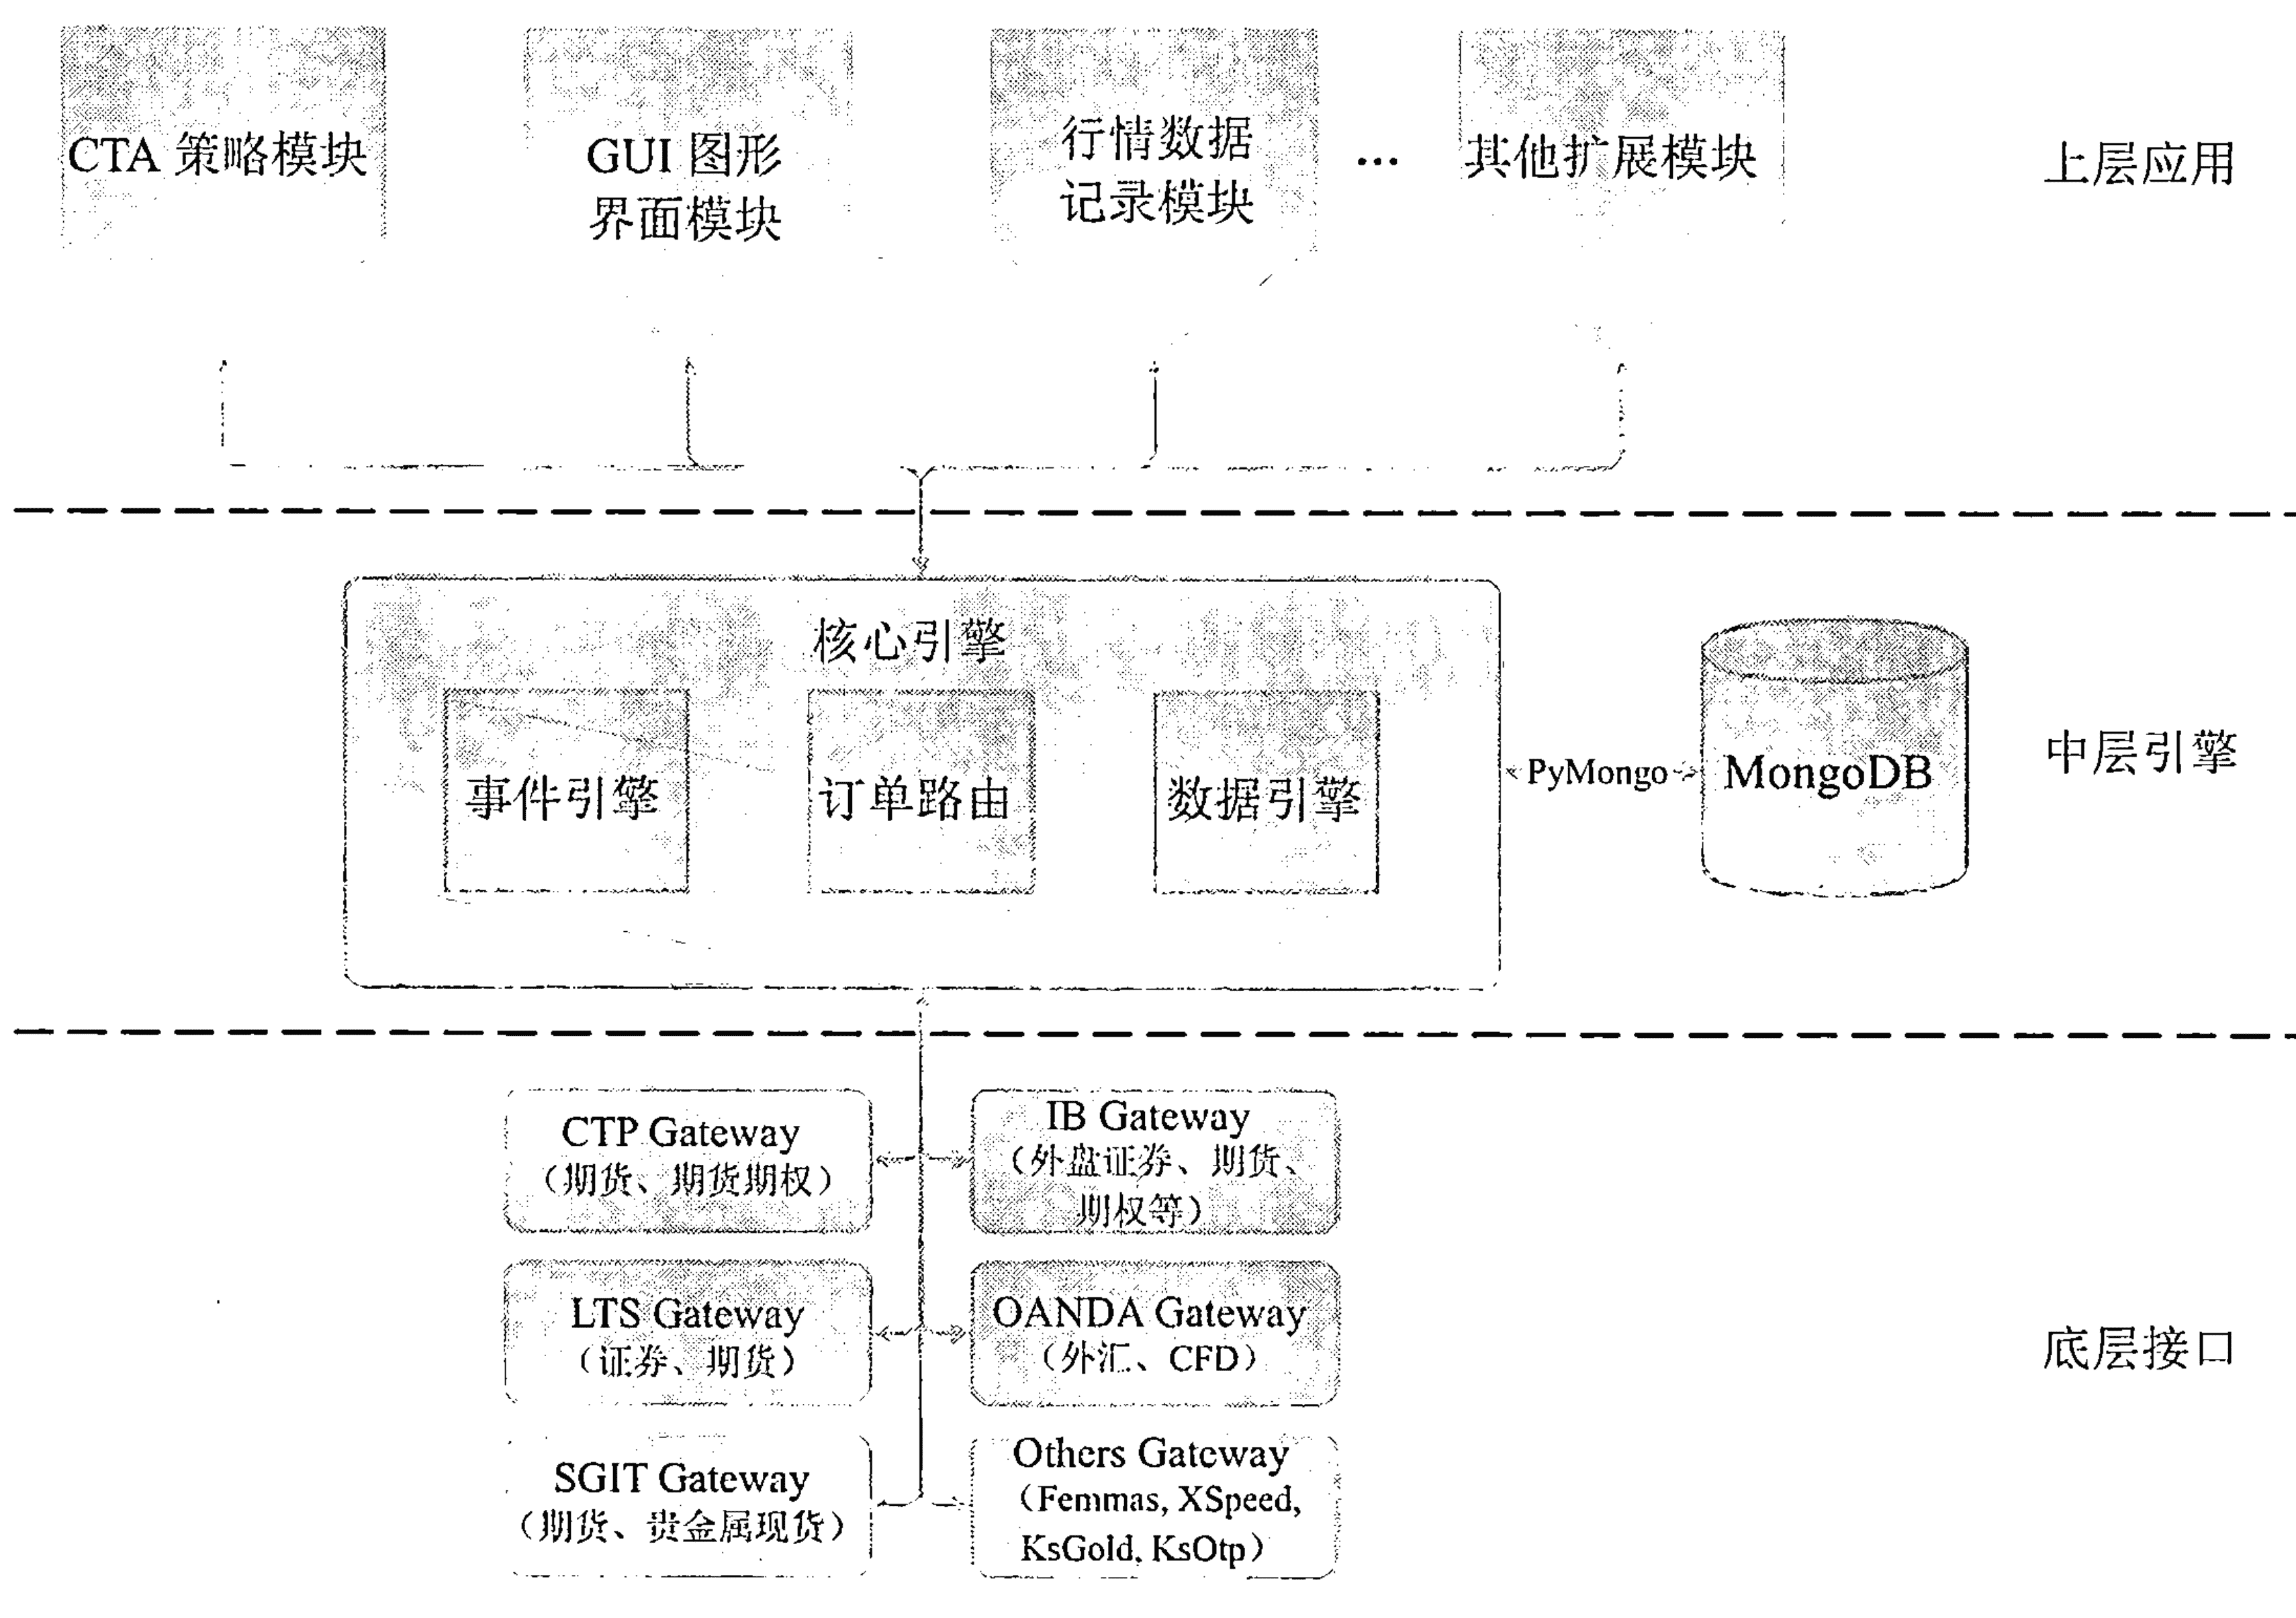 CTA 策略模块
GUI 图形
界面模块
行情数据
记录模块
...
其他扩展模块
上层应用
核心引擎
事件引擎
订单路由
数据引擎
PyMongo
MongoDB
中层引擎
CTP Gateway
（期货、期货期权）
IB Gateway
（外盘证券、期货、
期权等）
LTS Gateway
（证券、期货）
OANDA Gateway
（外汇、CFD）
底层接口
SGIT Gateway
（期货、贵金属现货）
Others Gateway
（Femmas, XSpeed,
KsGold, KsOtp）